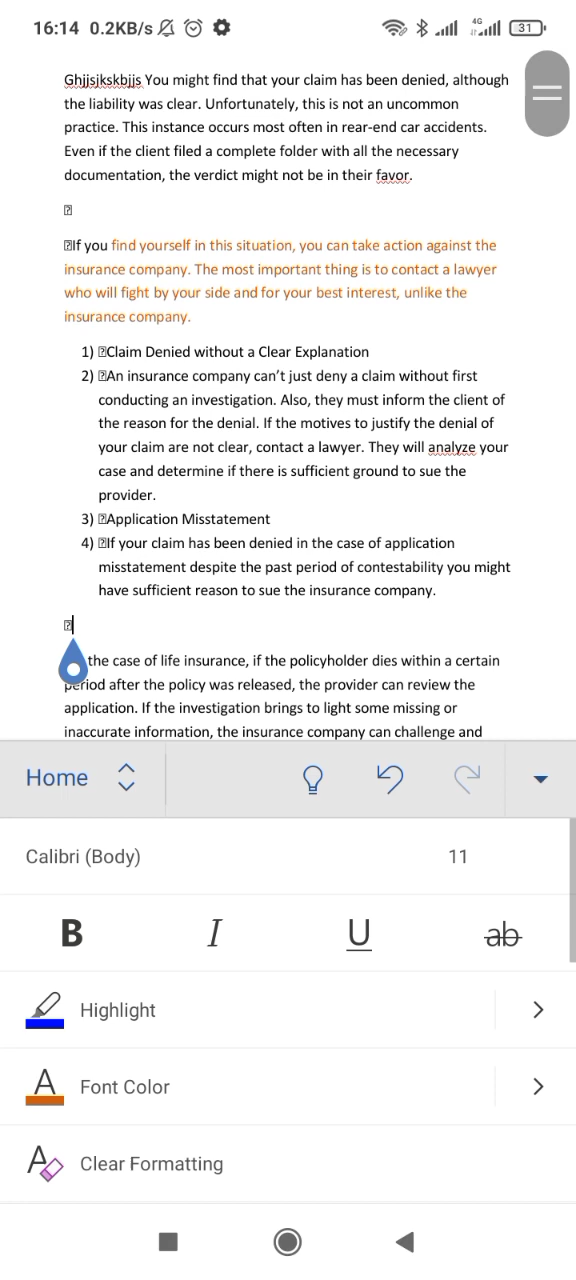 16:14 0.2KB/s 4G 31
Ghjjsjkskbjjs You might find that your claim has been denied, although
the liability was clear. Unfortunately, this is not an uncommon
practice. This instance occurs most often in rear-end car accidents.
Even if the client filed a complete folder with all the necessary
documentation, the verdict might not be in their favor.
If you find yourself in this situation, you can take action against the
insurance company. The most important thing is to contact a lawyer
who will fight by your side and for your best interest, unlike the
insurance company.
1) Claim Denied without a Clear Explanation
2) An insurance company can't just deny a claim without first
conducting an investigation. Also, they must inform the client of
the reason for the denial. If the motives to justify the denial of
your claim are not clear, contact a lawyer. They will analyze your
case and determine if there is sufficient ground to sue the
provider.
3) Application Misstatement
4) If your claim has been denied in the case of application
misstatement despite the past period of contestability you might
have sufficient reason to sue the insurance company.
the case of life insurance, if the policyholder dies within a certain
period after the policy was released, the provider can review the
application. If the investigation brings to light some missing or
inaccurate information, the insurance company can challenge and
Home
Calibri (Body) 11
B I U ab
Highlight
A Font Color
A Clear Formatting